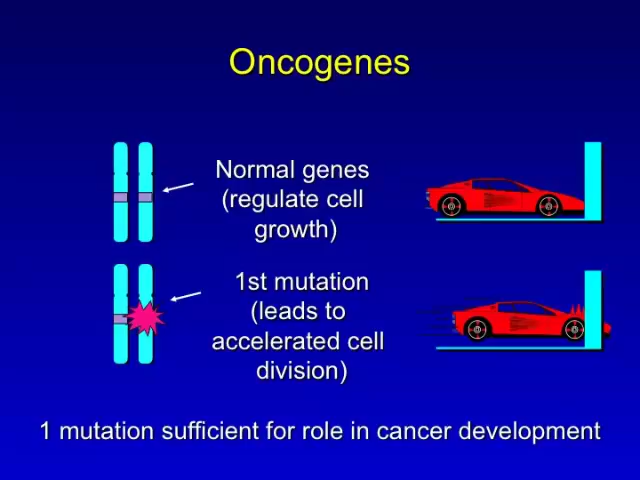 Oncogenes
Normal genes
(regulate cell
growth)
1st mutation
(leads to
accelerated cell
division)
1 mutation sufficient for role in cancer development